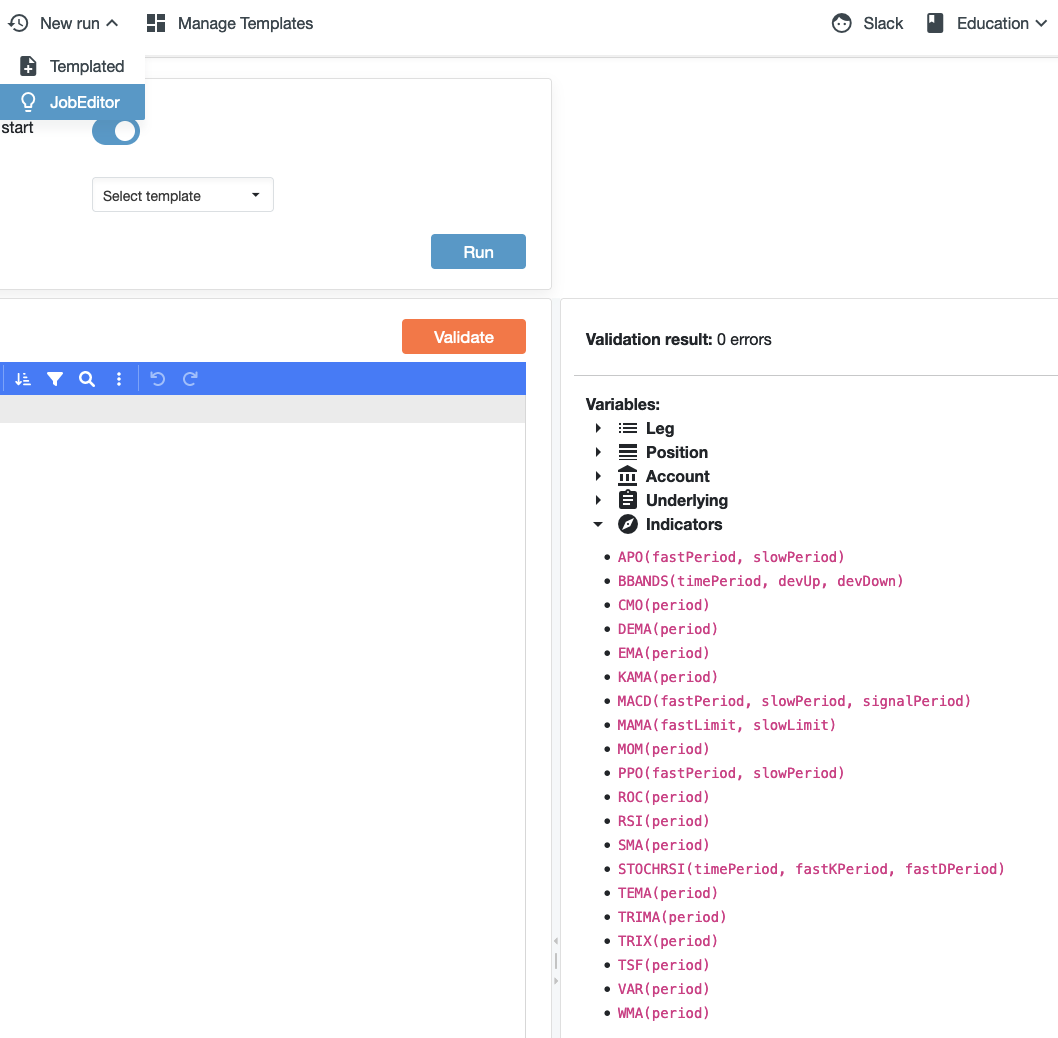 New run Manage Templates Slack Education
Templated
JobEditor
start
Select template
Run
Validate
Validation result: 0 errors
Variables:
Leg
Position
Account
Underlying
Indicators
APO(fastPeriod, slowPeriod)
BBANDS(timePeriod, devUp, devDown)
CMO(period)
DEMA(period)
EMA(period)
KAMA(period)
MACD(fastPeriod, slowPeriod, signalPeriod)
MAMA(fastLimit, slowLimit)
MOM(period)
PPO(fastPeriod, slowPeriod)
ROC(period)
RSI(period)
SMA(period)
STOCHRSI(timePeriod, fastKPeriod, fastDPeriod)
TEMA(period)
TRIMA(period)
TRIX(period)
TSF(period)
VAR(period)
WMA(period)